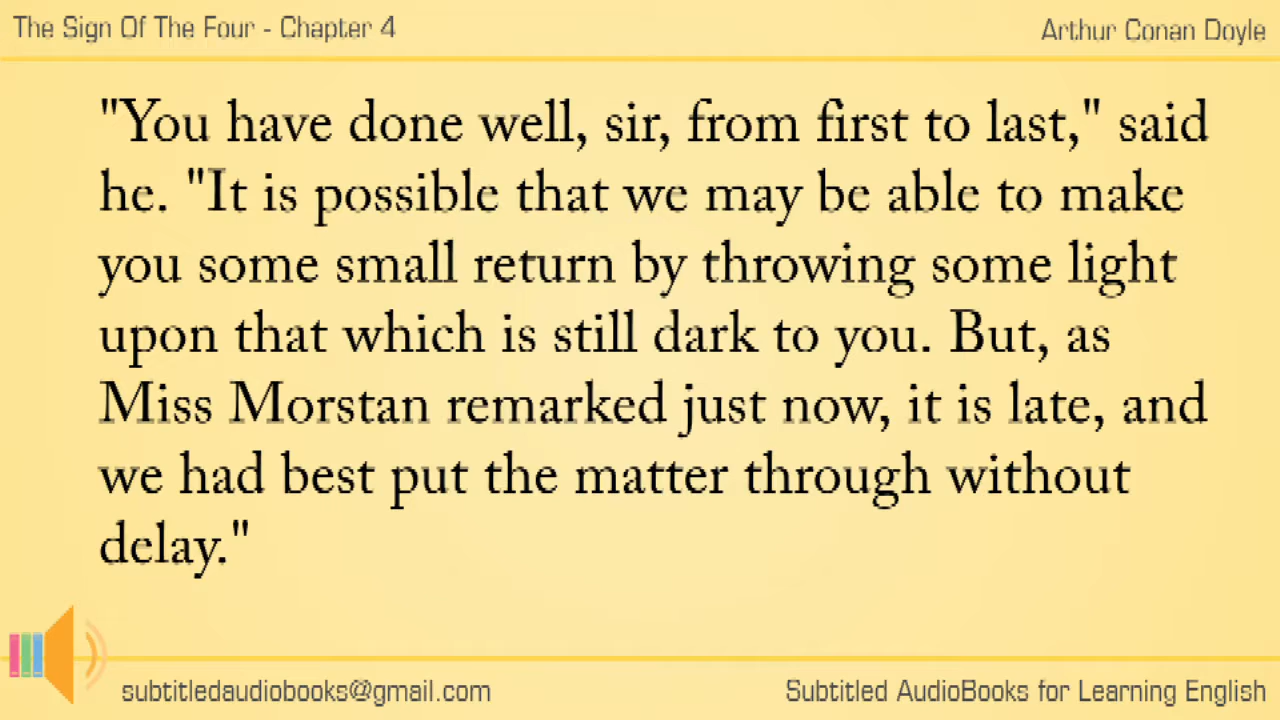 The Sign Of The Four - Chapter 4
Arthur Conan Doyle
"You have done well, sir, from first to last," said
he. "It is possible that we may be able to make
you some small return by throwing some light
upon that which is still dark to you. But, as
Miss Morstan remarked just now, it is late, and
we had best put the matter through without
delay."
subtitledaudiobooks@gmail.com
Subtitled AudioBooks for Learning English